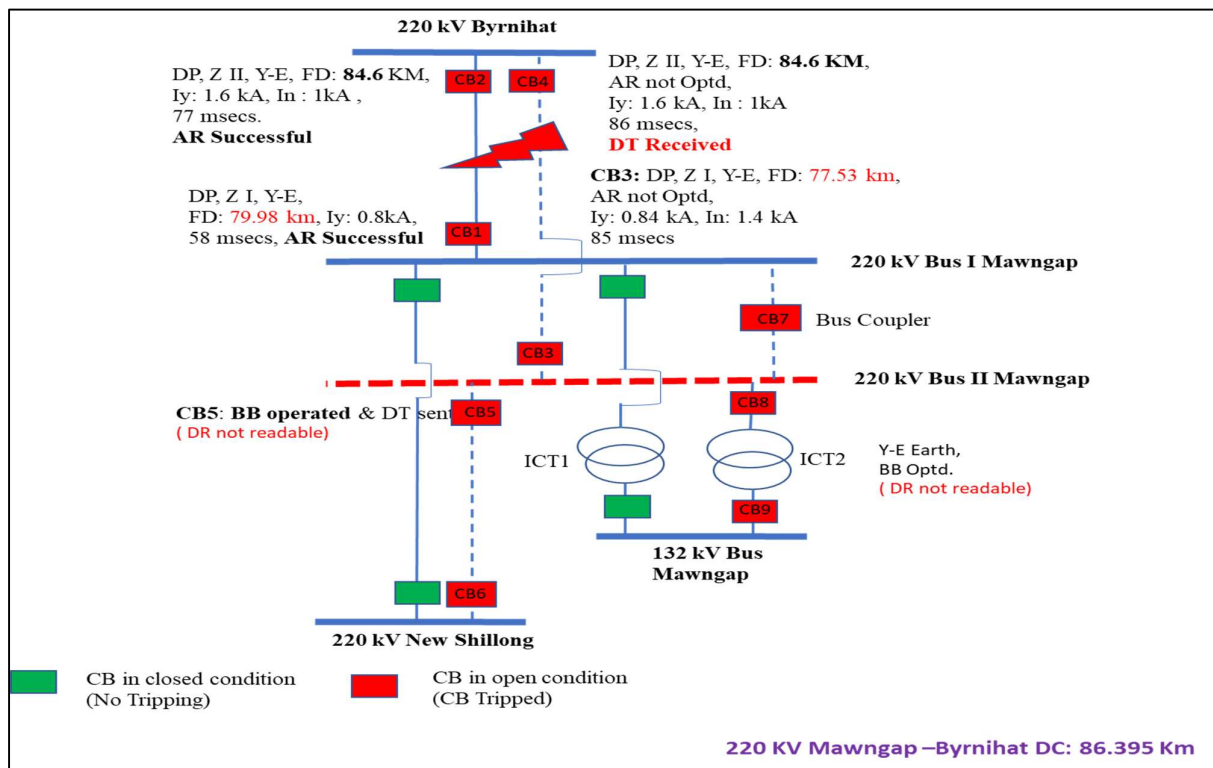 220 kV Byrnihat
DP, Z II, Y-E, FD: 84.6 KM,
Iy: 1.6 kA, In : 1kA ,
77 msecs.
AR Successful
CB2
CB4
DP, Z II, Y-E, FD: 84.6 KM,
AR not Optd,
Iy: 1.6 kA, In : 1kA
86 msecs,
DT Received
DP, Z I, Y-E,
FD: 79.98 km, Iy: 0.8kA,
58 msecs, AR Successful
CB1
CB3: DP, Z I, Y-E, FD: 77.53 km,
AR not Optd,
Iy: 0.84 kA, In: 1.4 kA
85 msecs
220 kV Bus I Mawngap
CB7
Bus Coupler
CB3
220 kV Bus II Mawngap
CB5: BB operated & DT sent
( DR not readable)
CB5
CB8
ICT1
ICT2
Y-E Earth,
BB Optd.
( DR not readable)
CB9
132 kV Bus
Mawngap
CB6
220 kV New Shillong
CB in closed condition
(No Tripping)
CB in open condition
(CB Tripped)
220 KV Mawngap –Byrnihat DC: 86.395 Km